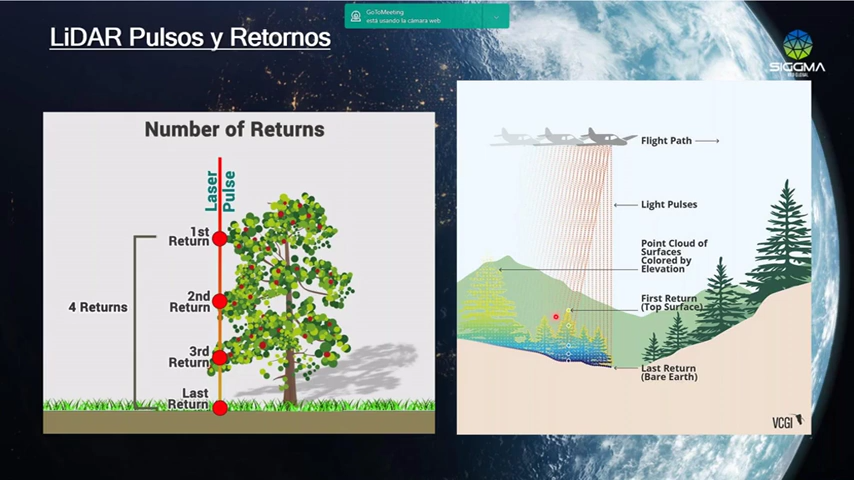 GoToMeeting
está usando la cámara web
LiDAR Pulsos y Retornos
SIGGMA
Number of Returns
Laser
Pulse
1st
Return
2nd
Return
4 Returns
3rd
Return
Last
Return
Flight Path
Light Pulses
Point Cloud of
Surfaces
Colored by
Elevation
First Return
(Top Surface)
Last Return
(Bare Earth)
VCGI